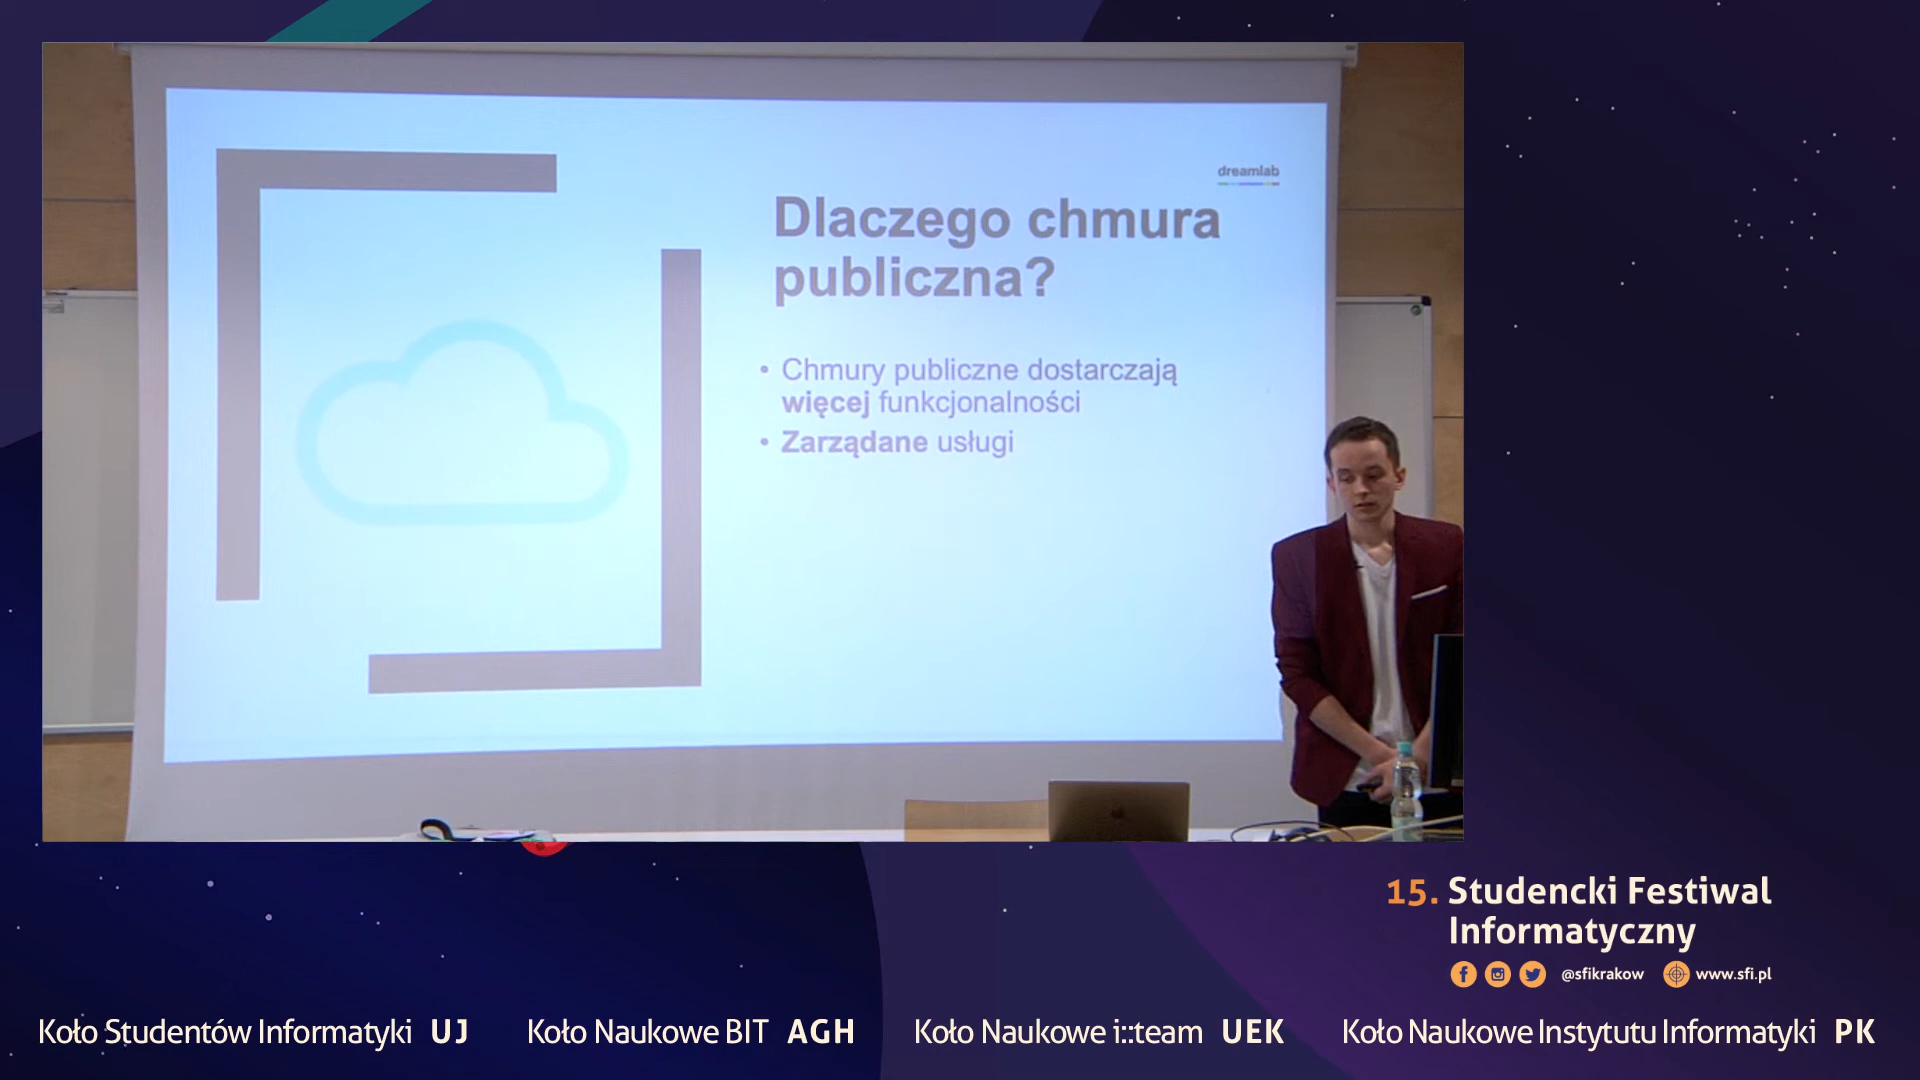 dreamlab
Dlaczego chmura
publiczna?
• Chmury publiczne dostarczają
więcej funkcjonalności
• Zarządane usługi
15. Studencki Festiwal
Informatyczny
@sfikrakow www.sfi.pl
Koło Studentów Informatyki UJ Koło Naukowe BIT AGH Koło Naukowe i::team UEK Koło Naukowe Instytutu Informatyki PK